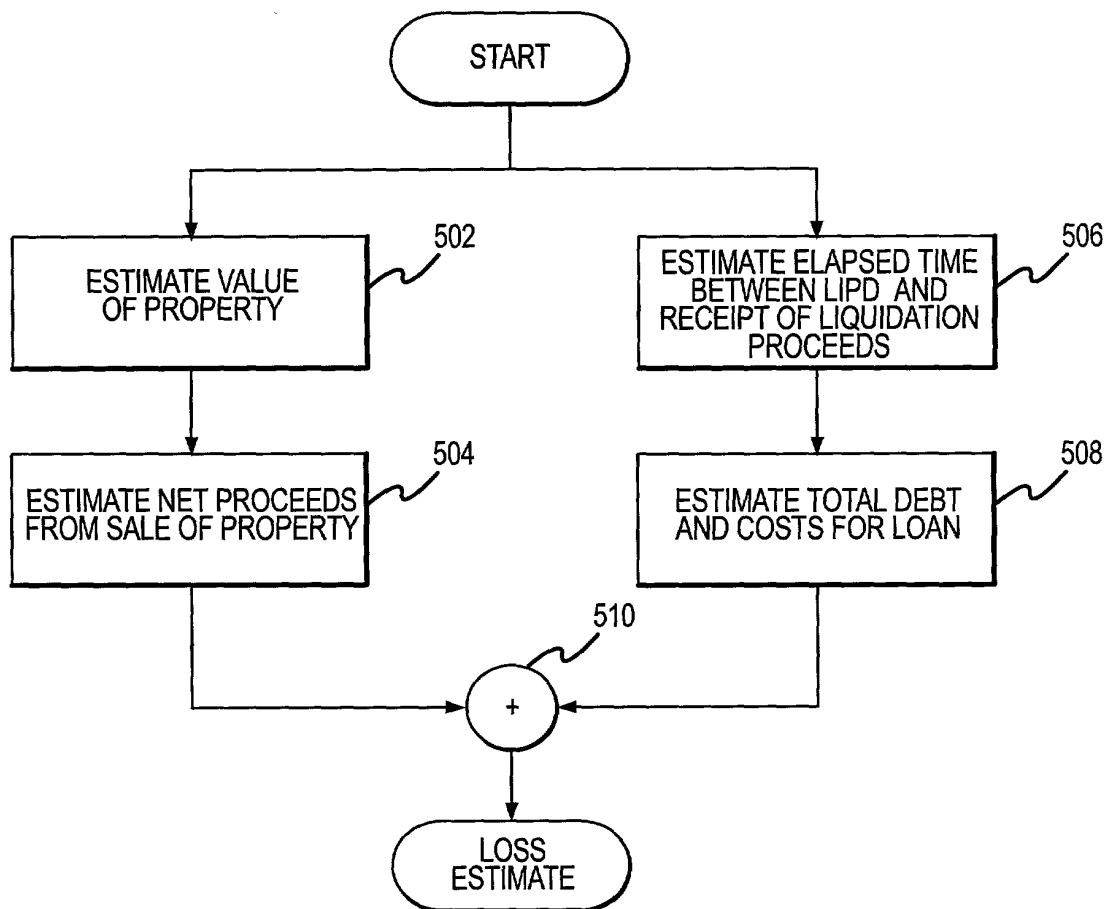 START
502
ESTIMATE VALUE
OF PROPERTY
506
ESTIMATE ELAPSED TIME
BETWEEN LIPD AND
RECEIPT OF LIQUIDATION
PROCEEDS
504
ESTIMATE NET PROCEEDS
FROM SALE OF PROPERTY
508
ESTIMATE TOTAL DEBT
AND COSTS FOR LOAN
510
+
LOSS
ESTIMATE